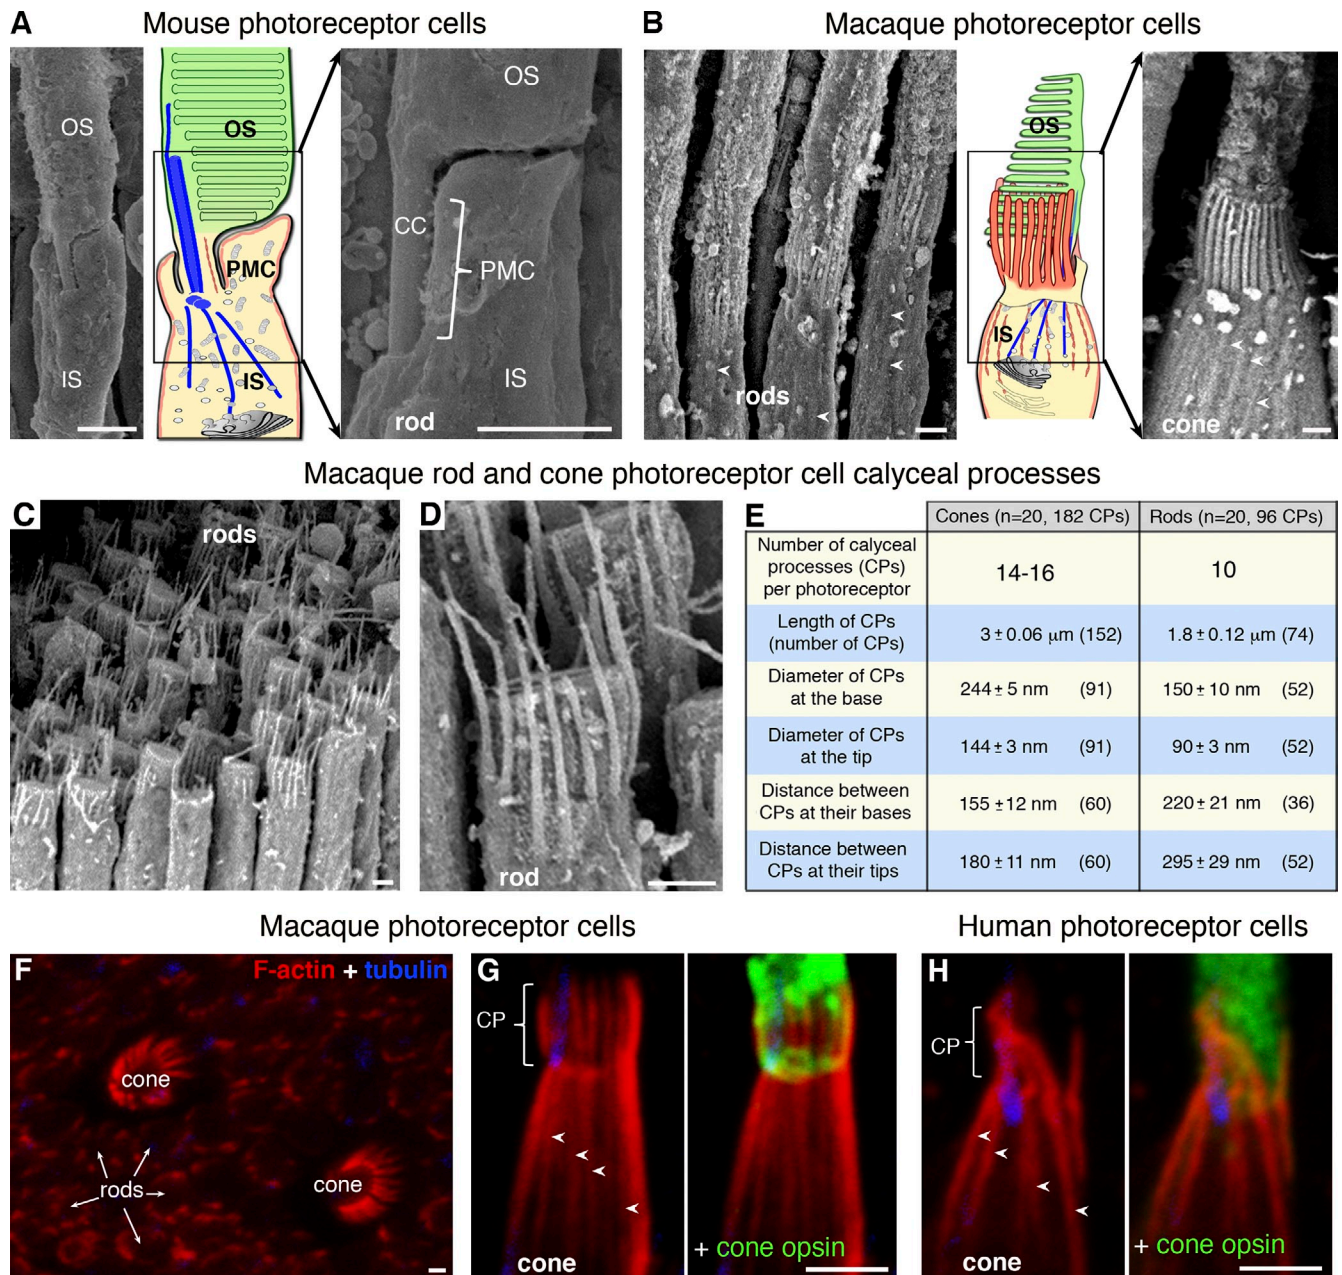 A Mouse photoreceptor cells
OS
IS
OS
PMC
IS
OS
CC
PMC
IS
rod
B Macaque photoreceptor cells
rods
OS
IS
cone
Macaque rod and cone photoreceptor cell calyceal processes
C
rods
D
rod
E
Cones (n=20, 182 CPs) Rods (n=20, 96 CPs)
Number of calyceal
processes (CPs)
per photoreceptor
14-16 10
Length of CPs
(number of CPs)
3 ± 0.06 μm (152) 1.8 ± 0.12 μm (74)
Diameter of CPs
at the base
244 ± 5 nm (91) 150 ± 10 nm (52)
Diameter of CPs
at the tip
144 ± 3 nm (91) 90 ± 3 nm (52)
Distance between
CPs at their bases
155 ± 12 nm (60) 220 ± 21 nm (36)
Distance between
CPs at their tips
180 ± 11 nm (60) 295 ± 29 nm (52)
Macaque photoreceptor cells
F
F-actin + tubulin
cone
cone
rods
G
CP
cone
+ cone opsin
Human photoreceptor cells
H
CP
cone
+ cone opsin